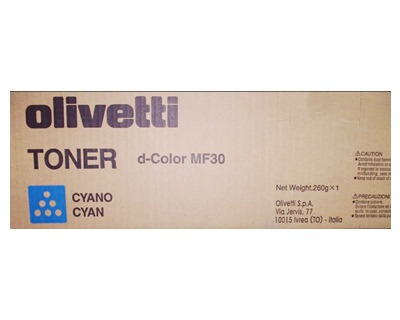 olivetti
TONER d-Color MF30
CYANO
CYAN
Net Weight.260g×1
Olivetti S.p.A.
Via Jervis, 77
10015 Ivrea (TO) - Italia
CAUTION
PRECAUZIONI